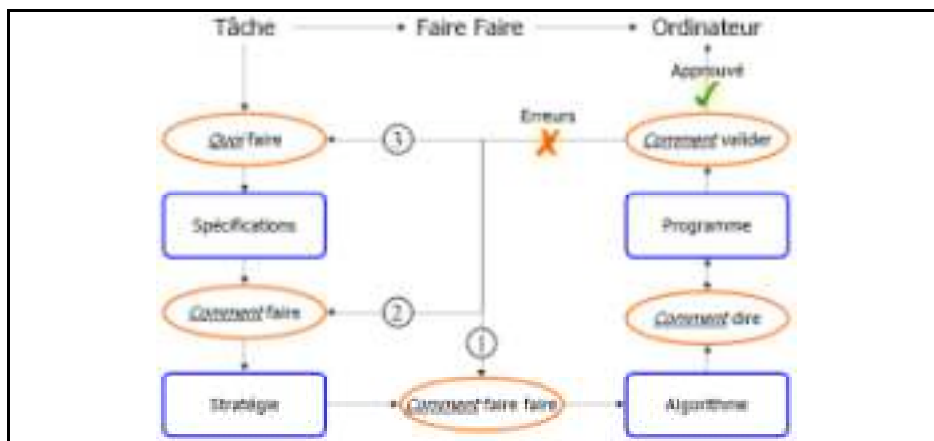 Tâche Faire Faire Ordinateur
Approuvé
Erreurs
Quoi faire ③ Comment valider
Spécifications Programme
Comment faire ② Comment dire
①
Stratégie Comment faire faire Algorithme